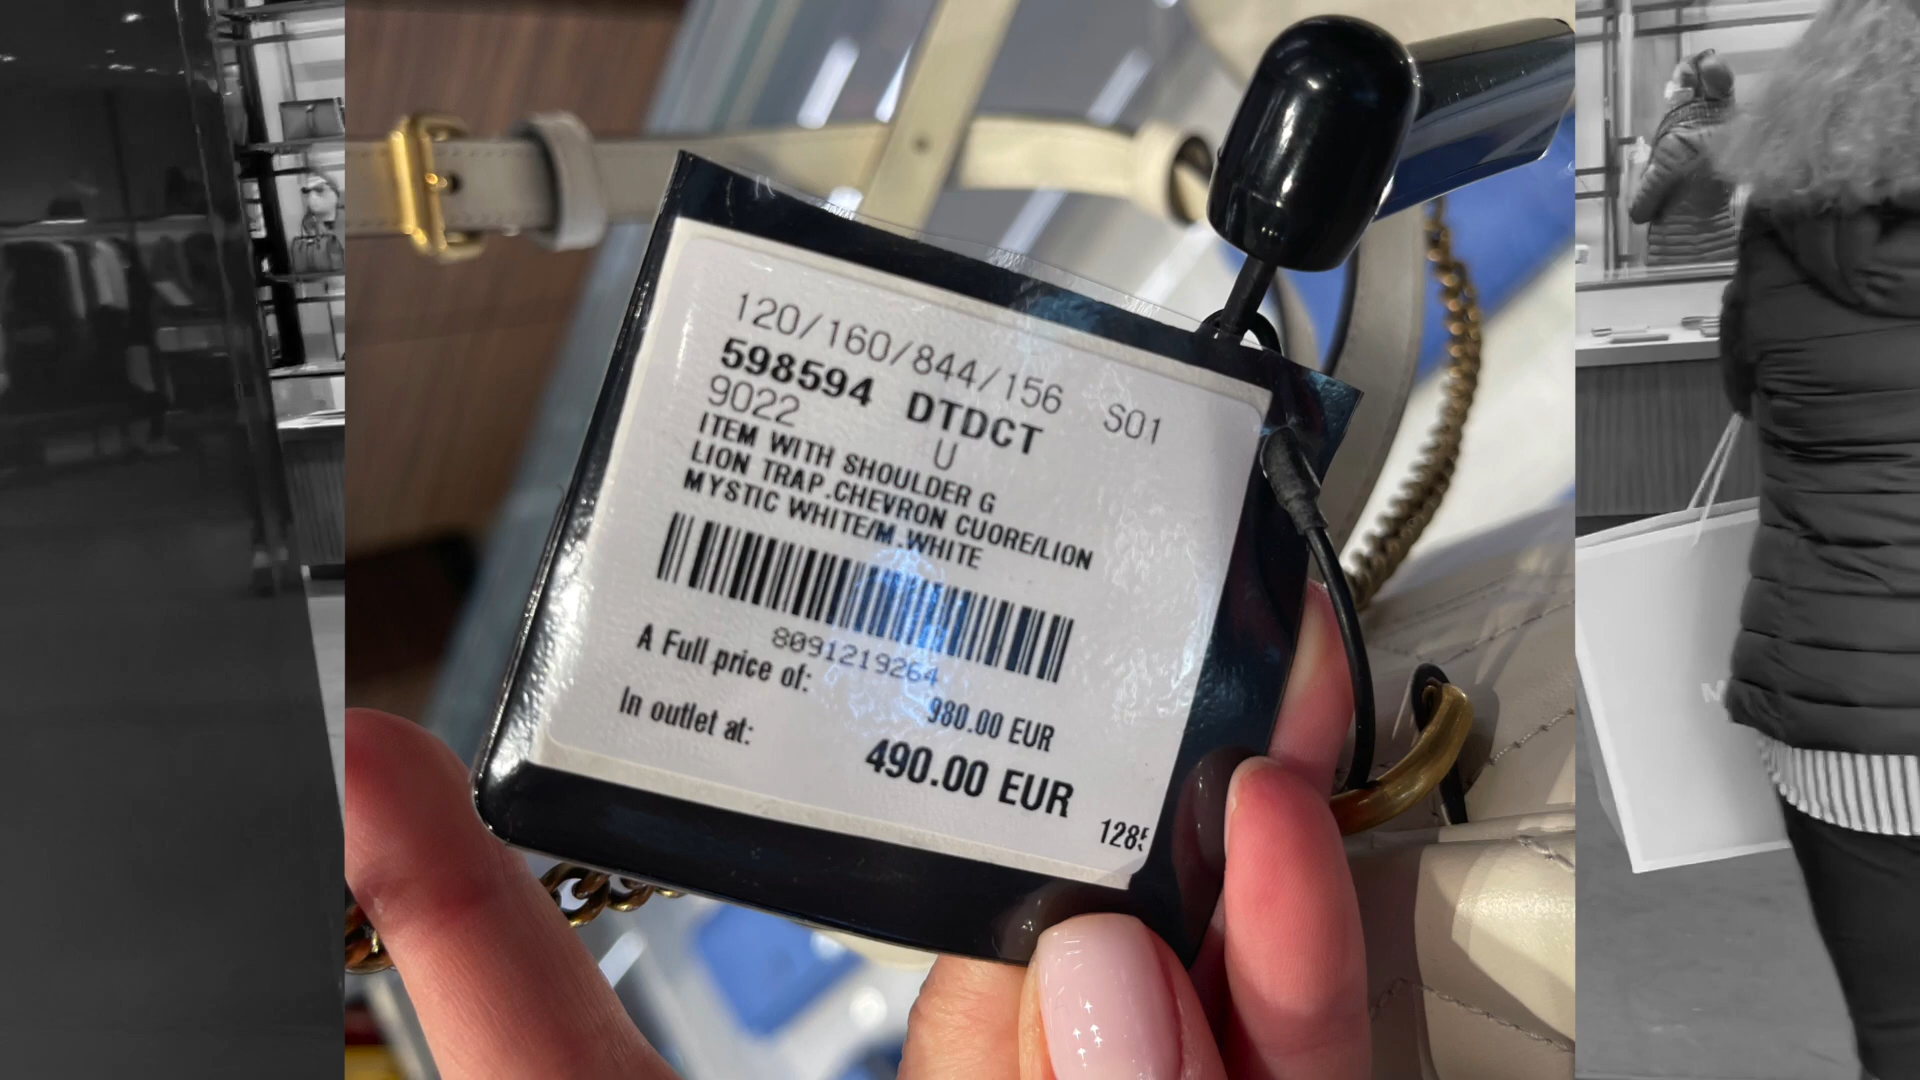 120/160/844/156 S01
598594 DTDCT
9022 U
ITEM WITH SHOULDER G
LION TRAP.CHEVRON CUORE/LION
MYSTIC WHITE/M.WHITE
8091219264
A Full price of:
980.00 EUR
In outlet at:
490.00 EUR